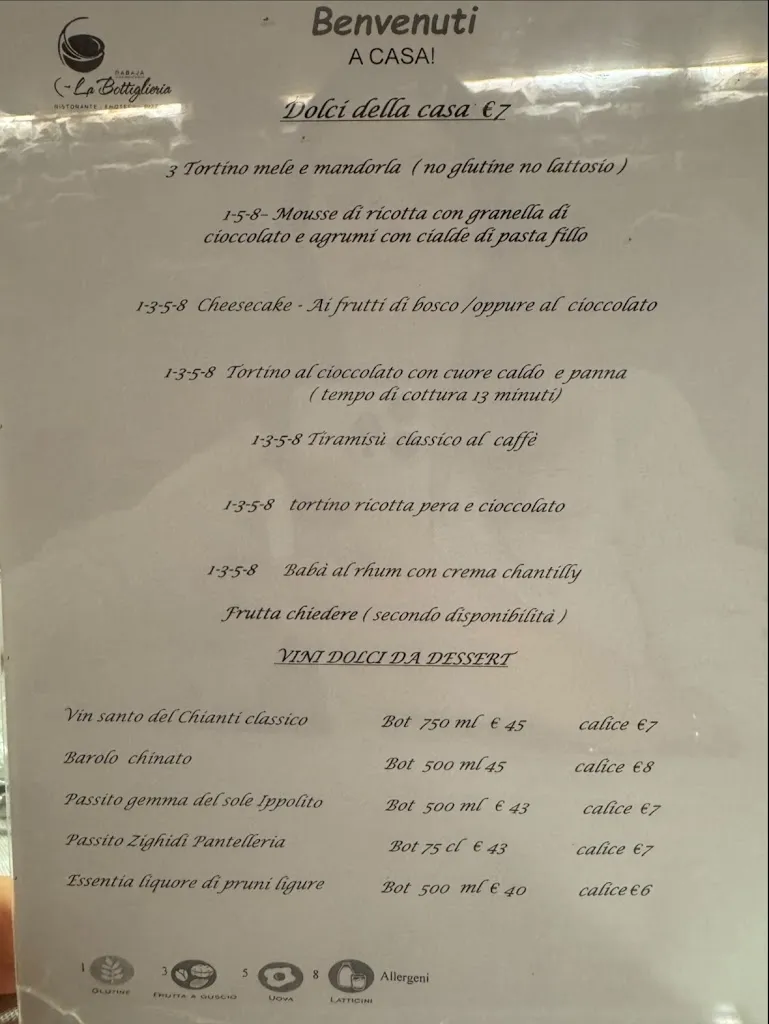 Benvenuti
A CASA!
DABAJA
La Bottiglieria
Dolci della casa €7
3 Tortino mele e mandorla ( no glutine no lattosio )
1-5-8– Mousse di ricotta con granella di
cioccolato e agrumi con cialde di pasta fillo
1-3-5-8 Cheesecake - Ai frutti di bosco /oppure al cioccolato
1-3-5-8 Tortino al cioccolato con cuore caldo e panna
( tempo di cottura 13 minuti)
1-3-5-8 Tiramisù classico al caffè
1-3-5-8 tortino ricotta pera e cioccolato
1-3-5-8 Babà al rhum con crema chantilly
Frutta chiedere ( secondo disponibilità )
VINI DOLCI DA DESSERT
Vin santo del Chianti classico Bot 750 ml € 45 calice €7
Barolo chinato Bot 500 ml 45 calice €8
Passito gemma del sole Ippolito Bot 500 ml € 43 calice €7
Passito Zighidi Pantelleria Bot 75 cl € 43 calice €7
Essentia liquore di pruni ligure Bot 500 ml € 40 calice €6
1 3 5 8 Allergeni
GLUTINE FRUTTA A GUSCIO UOVA LATTICINI